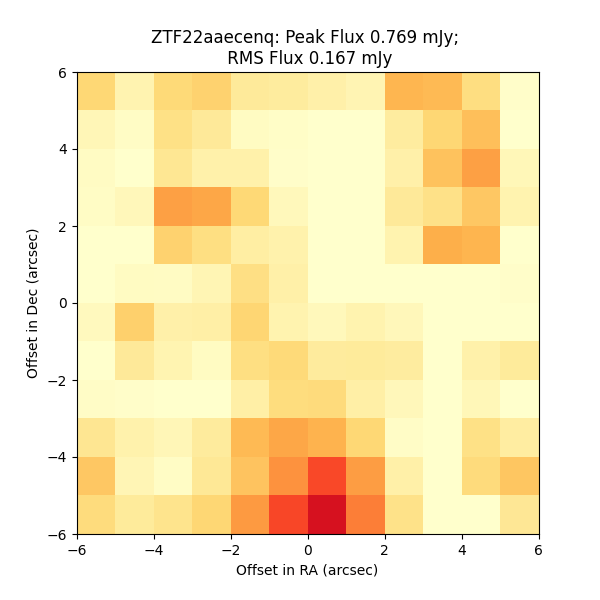 ZTF22aaecenq: Peak Flux 0.769 mJy;
RMS Flux 0.167 mJy
6
4
2
0
−2
−4
−6
Offset in Dec (arcsec)
−6 −4 −2 0 2 4 6
Offset in RA (arcsec)